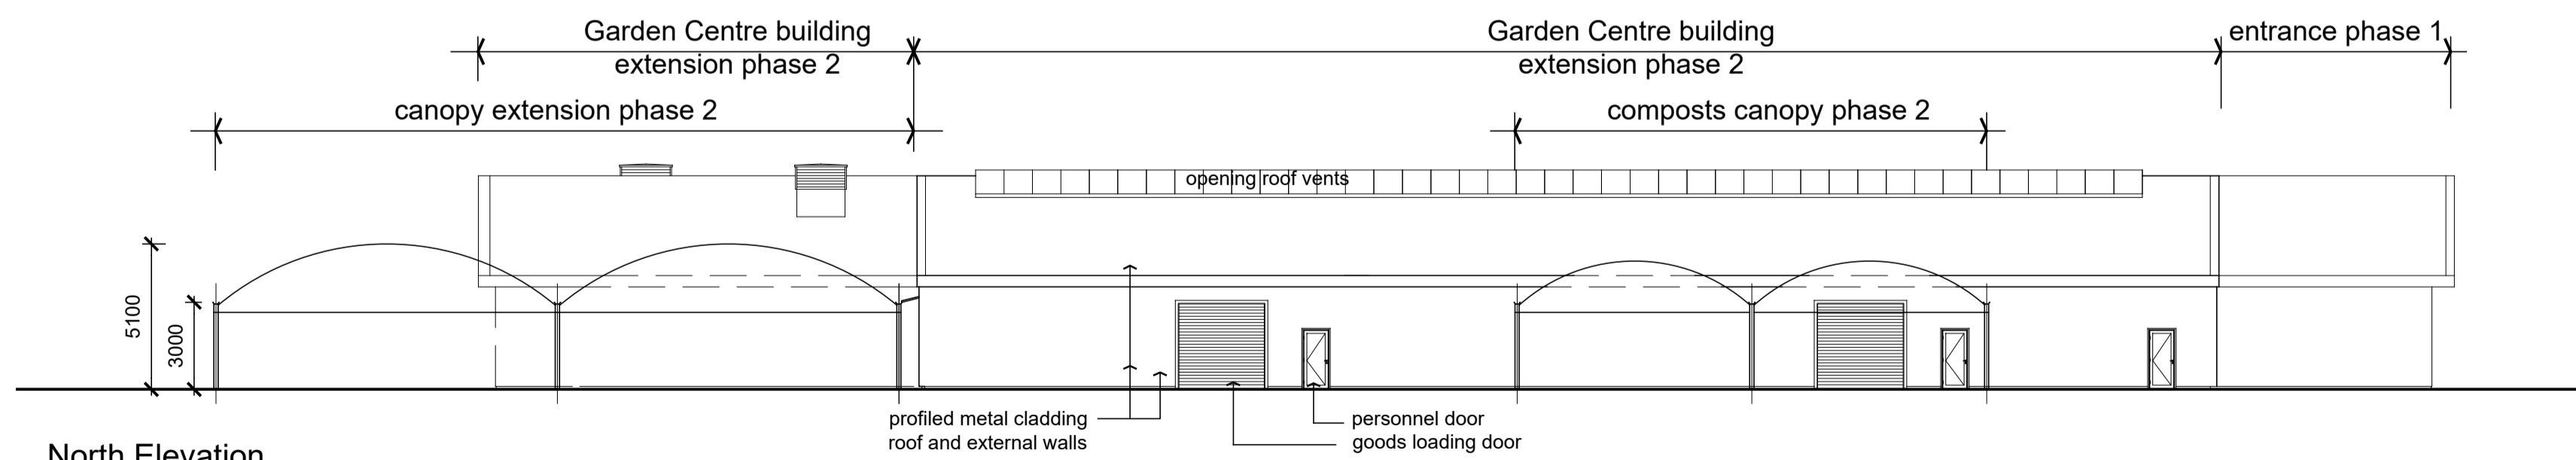 Garden Centre building
extension phase 2
Garden Centre building
extension phase 2
entrance phase 1
canopy extension phase 2
composts canopy phase 2
opening roof vents
5100
3000
profiled metal cladding
roof and external walls
personnel door
goods loading door
North Elevation